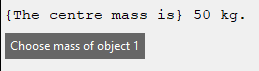 {The centre mass is} 50 kg.
Choose mass of object 1